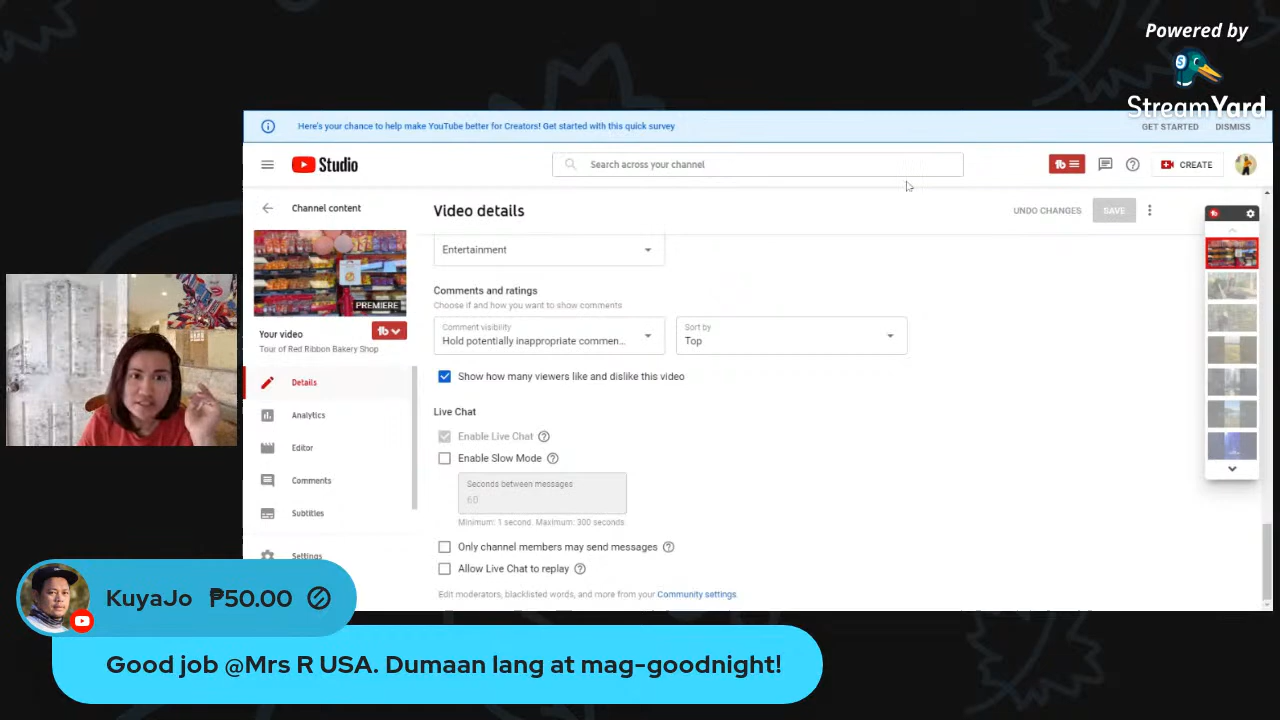 Powered by
StreamYard
Here's your chance to help make YouTube better for Creators! Get started with this quick survey
GET STARTED
DISMISS
Studio
Search across your channel
CREATE
Channel content
Video details
UNDO CHANGES
SAVE
PREMIERE
Your video
Tour of Red Ribbon Bakery Shop
Details
Analytics
Editor
Comments
Subtitles
Settings
Entertainment
Comments and ratings
Choose if and how you want to show comments
Comment visibility
Hold potentially inappropriate commen...
Sort by
Top
Show how many viewers like and dislike this video
Live Chat
Enable Live Chat
Enable Slow Mode
Seconds between messages
60
Minimum: 1 second. Maximum: 300 seconds
Only channel members may send messages
Allow Live Chat to replay
Edit moderators, blacklisted words, and more from your Community settings
KuyaJo ₱50.00
Good job @Mrs R USA. Dumaan lang at mag-goodnight!